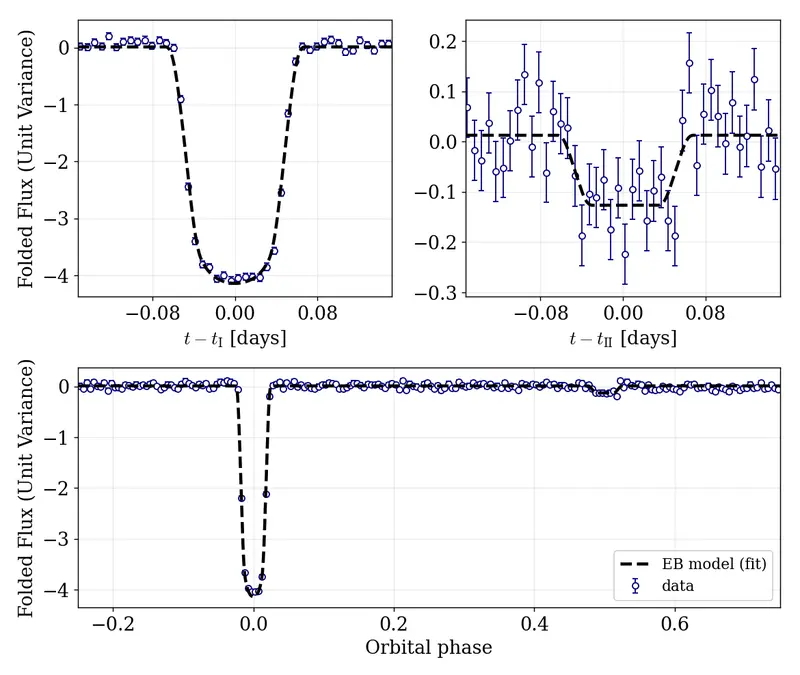 Folded Flux (Unit Variance)
0
−1
−2
−3
−4
−0.08 0.00 0.08
t − tI [days]
0.2
0.1
0.0
−0.1
−0.2
−0.3
−0.08 0.00 0.08
t − tII [days]
Folded Flux (Unit Variance)
0
−1
−2
−3
−4
EB model (fit)
data
−0.2 0.0 0.2 0.4 0.6
Orbital phase